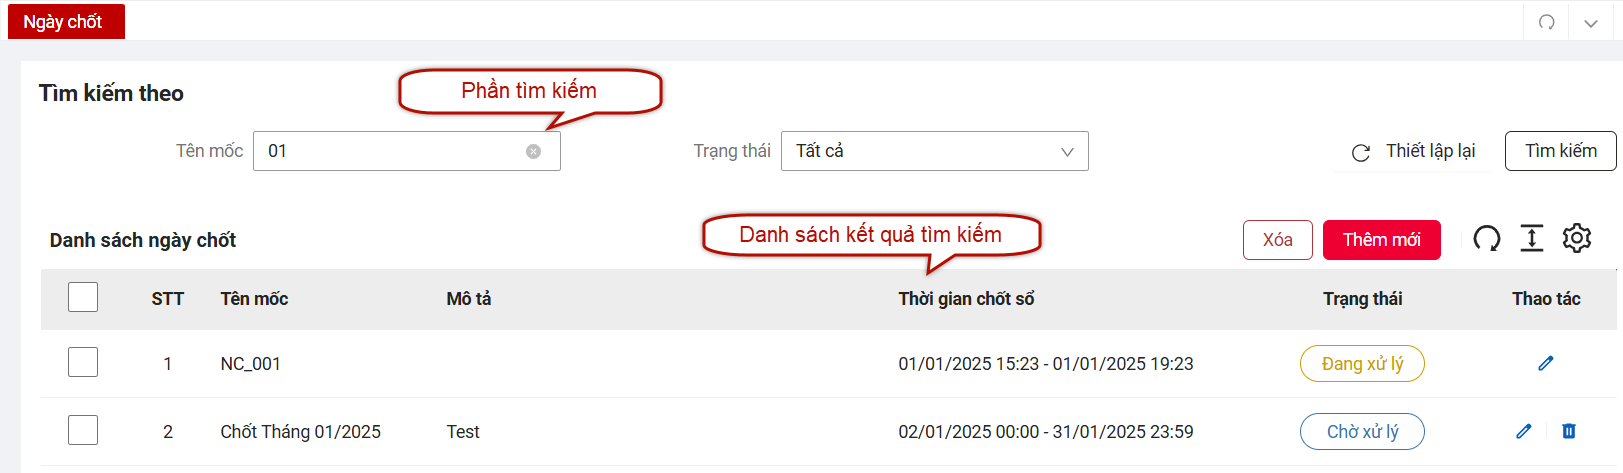 Ngày chốt
Phần tìm kiếm
Tìm kiếm theo
Tên mốc 01 Trạng thái Tất cả Thiết lập lại Tìm kiếm
Danh sách kết quả tìm kiếm
Danh sách ngày chốt Xóa Thêm mới
STT Tên mốc Mô tả Thời gian chốt sổ Trạng thái Thao tác
1 NC_001 01/01/2025 15:23 - 01/01/2025 19:23 Đang xử lý
2 Chốt Tháng 01/2025 Test 02/01/2025 00:00 - 31/01/2025 23:59 Chờ xử lý